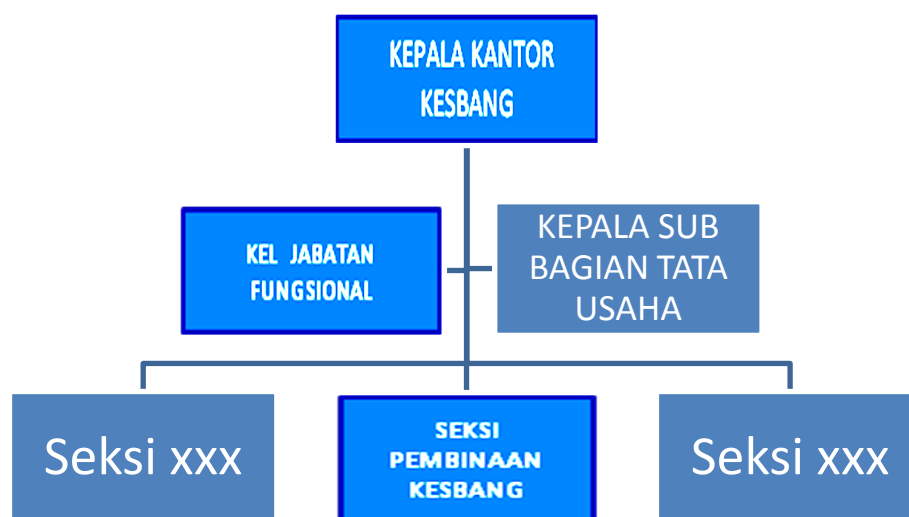 KEPALA KANTOR
KESBANG
KEL JABATAN
FUNGSIONAL
KEPALA SUB
BAGIAN TATA
USAHA
Seksi xxx
SEKSI
PEMBINAAN
KESBANG
Seksi xxx